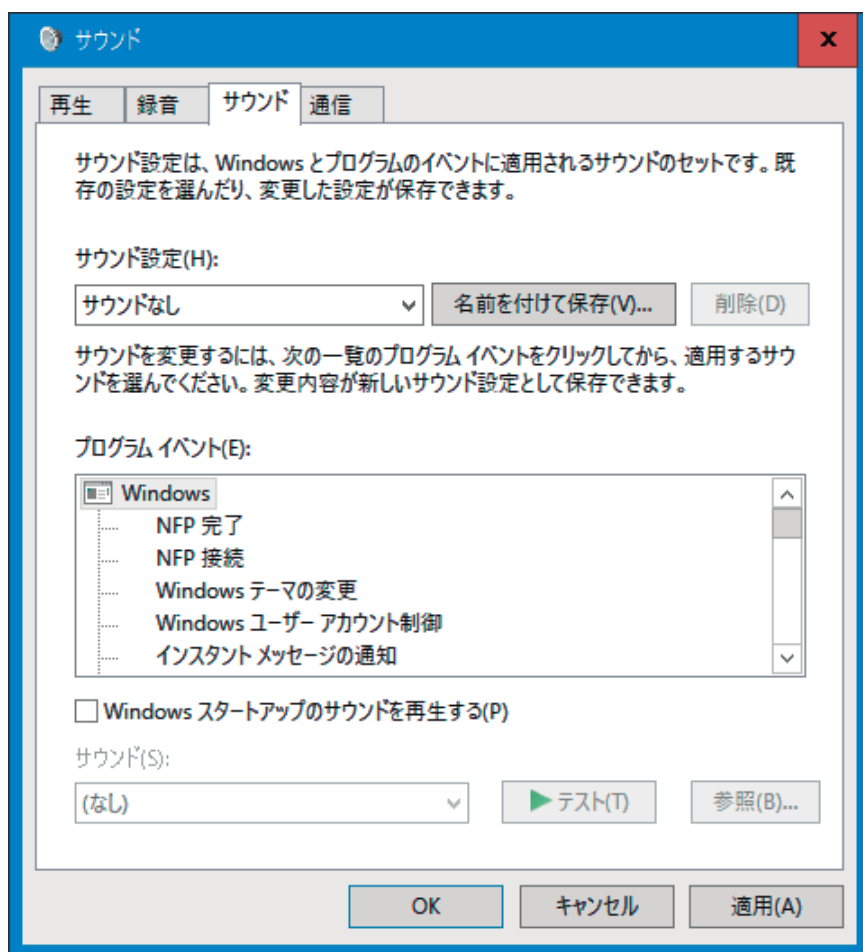 サウンド
再生 録音 サウンド 通信
サウンド設定は、Windows とプログラムのイベントに適用されるサウンドのセットです。既
存の設定を選んだり、変更した設定が保存できます。
サウンド設定(H):
サウンドなし 名前を付けて保存(V)... 削除(D)
サウンドを変更するには、次の一覧のプログラム イベントをクリックしてから、適用するサウ
ンドを選んでください。変更内容が新しいサウンド設定として保存できます。
プログラム イベント(E):
Windows
NFP 完了
NFP 接続
Windows テーマの変更
Windows ユーザー アカウント制御
インスタント メッセージの通知
Windows スタートアップのサウンドを再生する(P)
サウンド(S):
(なし) テスト(T) 参照(B)...
OK キャンセル 適用(A)